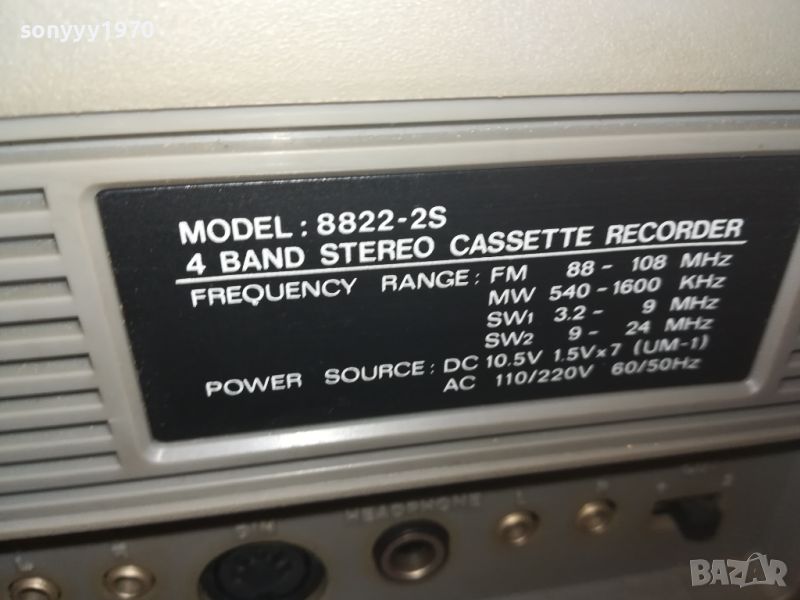 sonyyy1970
MODEL : 8822-2S
4 BAND STEREO CASSETTE RECORDER
FREQUENCY RANGE : FM 88 - 108 MHz
MW 540 - 1600 KHz
SW1 3.2 - 9 MHz
SW2 9 - 24 MHz
POWER SOURCE : DC 10.5V 1.5V x 7 (UM-1)
AC 110/220V 60/50Hz
DIN HEADPHONE L R
BAZAR